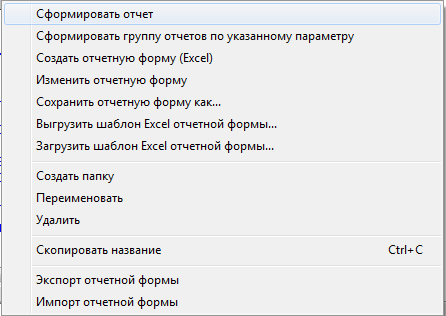 Сформировать отчет
Сформировать группу отчетов по указанному параметру
Создать отчетную форму (Excel)
Изменить отчетную форму
Сохранить отчетную форму как...
Выгрузить шаблон Excel отчетной формы...
Загрузить шаблон Excel отчетной формы...
Создать папку
Переименовать
Удалить
Скопировать название Ctrl+C
Экспорт отчетной формы
Импорт отчетной формы